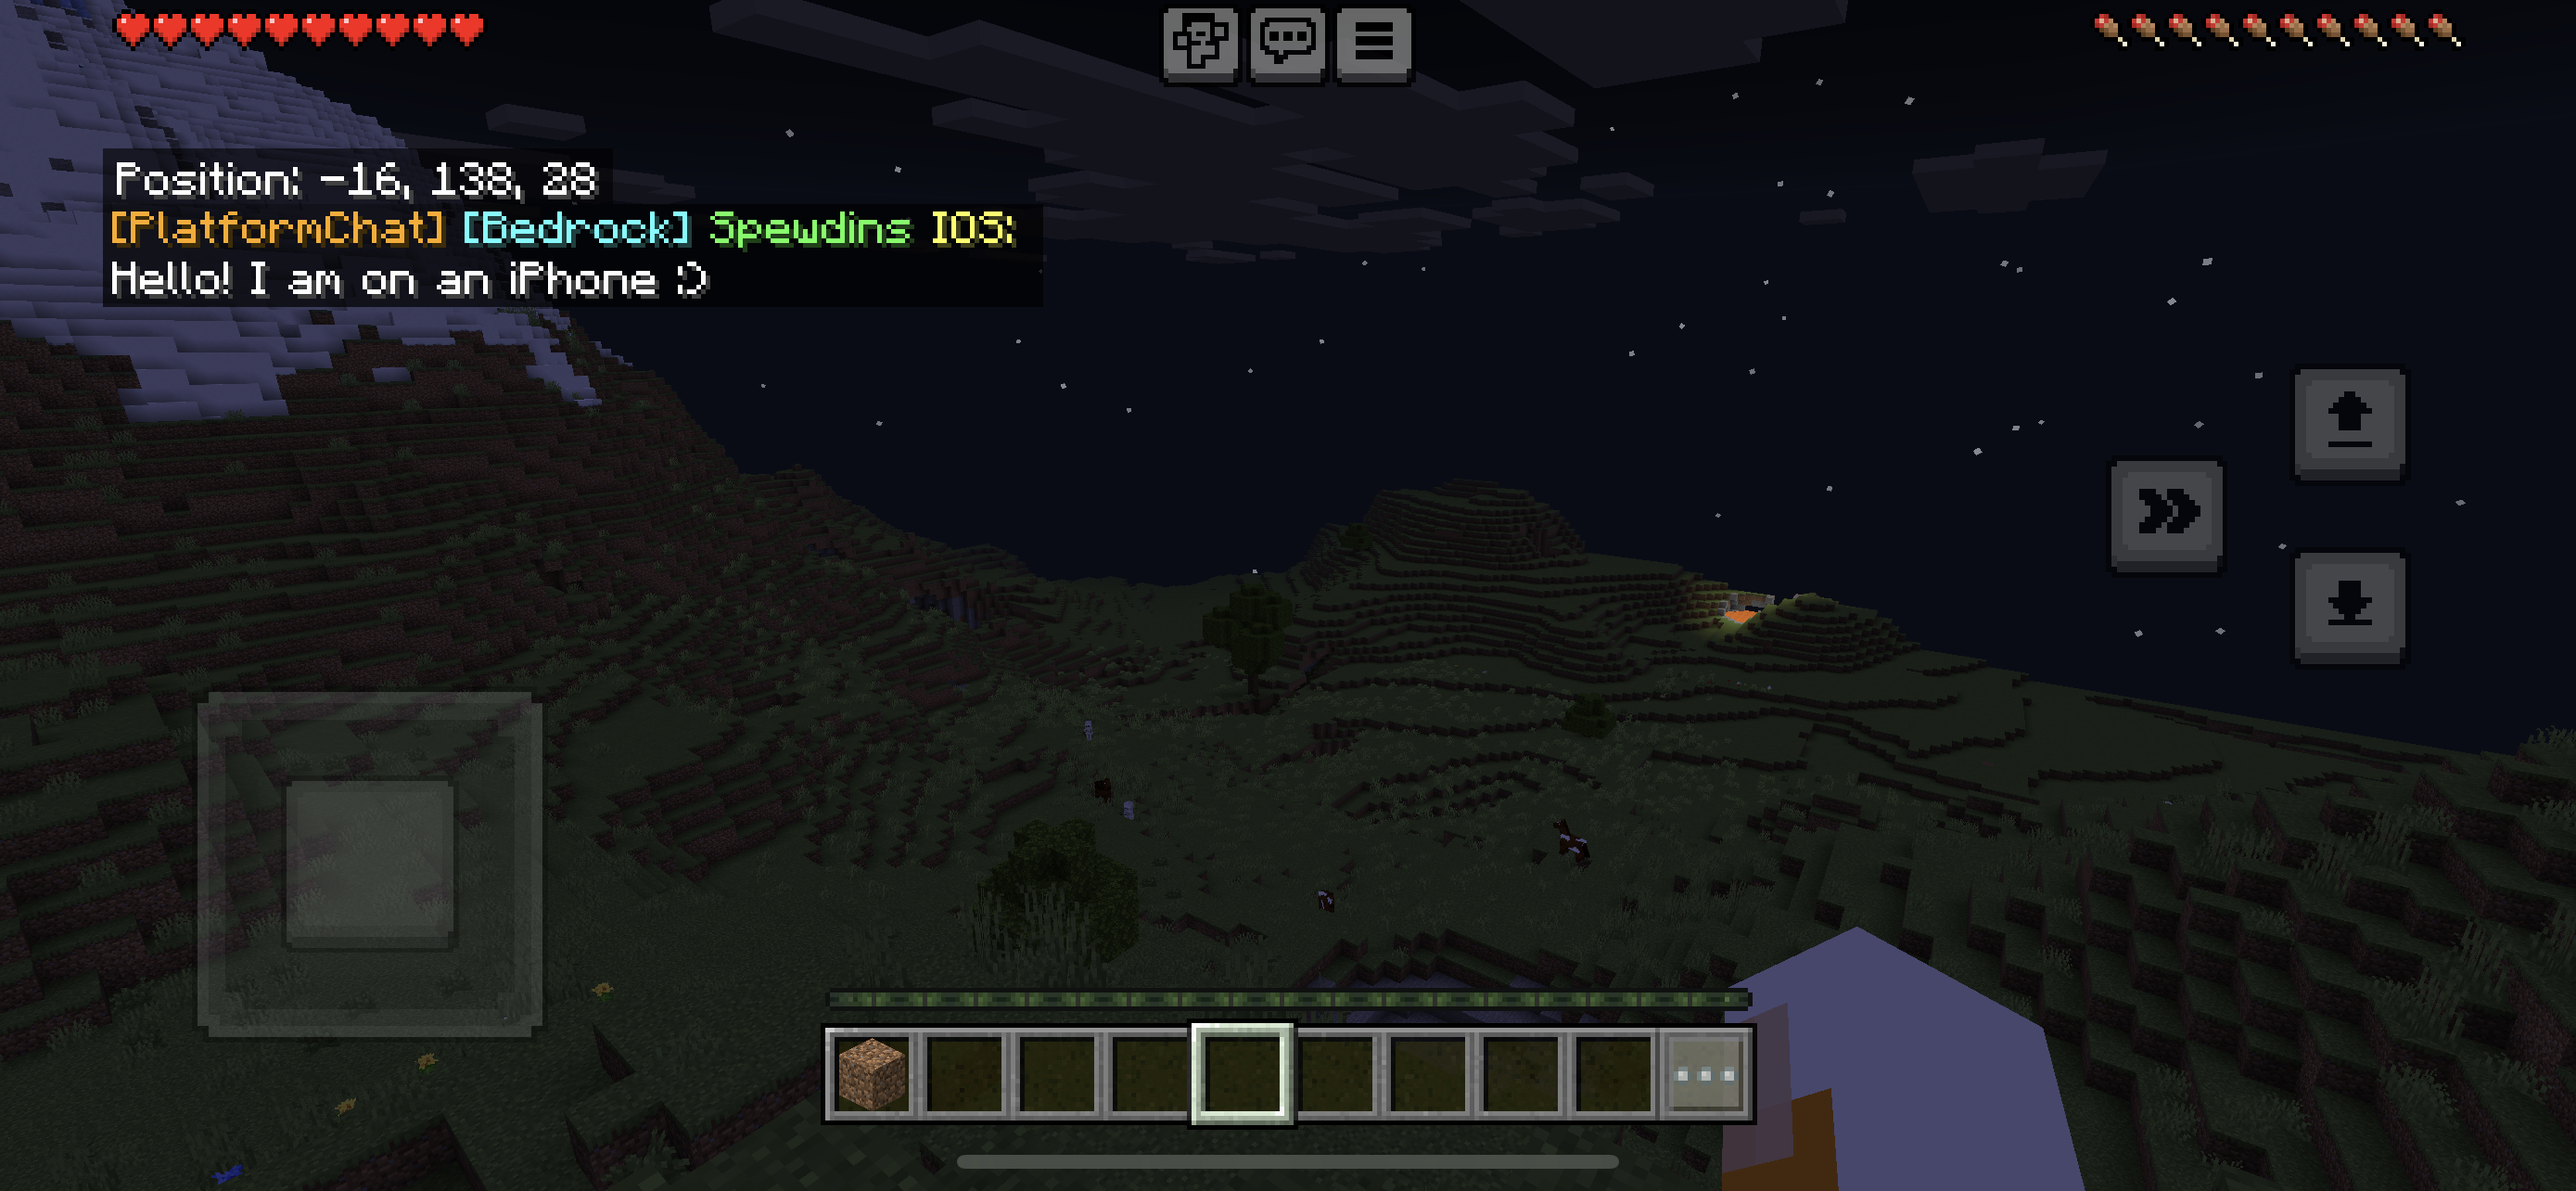 Position: -16, 138, 28
[PlatformChat] [Bedrock] Spewdins IOS:
Hello! I am on an iPhone :)